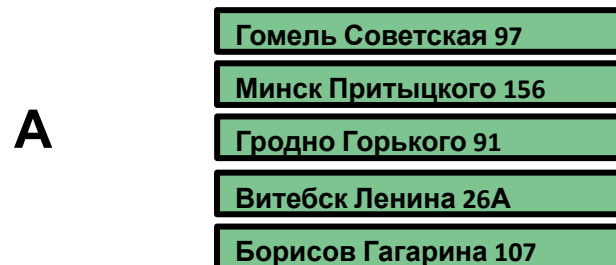 Гомель Советская 97
Минск Притыцкого 156
А
Гродно Горького 91
Витебск Ленина 26А
Борисов Гагарина 107